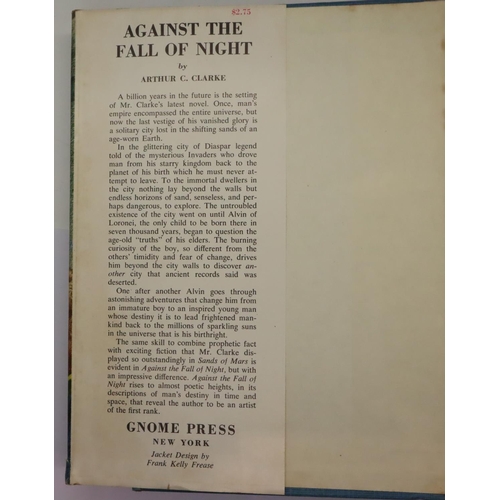 $2.75
AGAINST THE
FALL OF NIGHT
by
ARTHUR C. CLARKE
A billion years in the future is the setting
of Mr. Clarke's latest novel. Once, man's
empire encompassed the entire universe, but
now the last vestige of his vanished glory is
a solitary city lost in the shifting sands of an
age-worn Earth.
In the glittering city of Diaspar legend
told of the mysterious Invaders who drove
man from his starry kingdom back to the
planet of his birth which he must never at-
tempt to leave. To the immortal dwellers in
the city nothing lay beyond the walls but
endless horizons of sand, senseless, and per-
haps dangerous, to explore. The untroubled
existence of the city went on until Alvin of
Loronei, the only child to be born there in
seven thousand years, began to question the
age-old "truths" of his elders. The burning
curiosity of the boy, so different from the
others' timidity and fear of change, drives
him beyond the city walls to discover an-
other city that ancient records said was
deserted.
One after another Alvin goes through
astonishing adventures that change him from
an immature boy to an inspired young man
whose destiny it is to lead frightened man-
kind back to the millions of sparkling suns
in the universe that is his birthright.
The same skill to combine prophetic fact
with exciting fiction that Mr. Clarke dis-
played so outstandingly in Sands of Mars is
evident in Against the Fall of Night, but with
an impressive difference. Against the Fall of
Night rises to almost poetic heights, in its
descriptions of man's destiny in time and
space, that reveal the author to be an artist
of the first rank.
GNOME PRESS
NEW YORK
Jacket Design by
Frank Kelly Frease